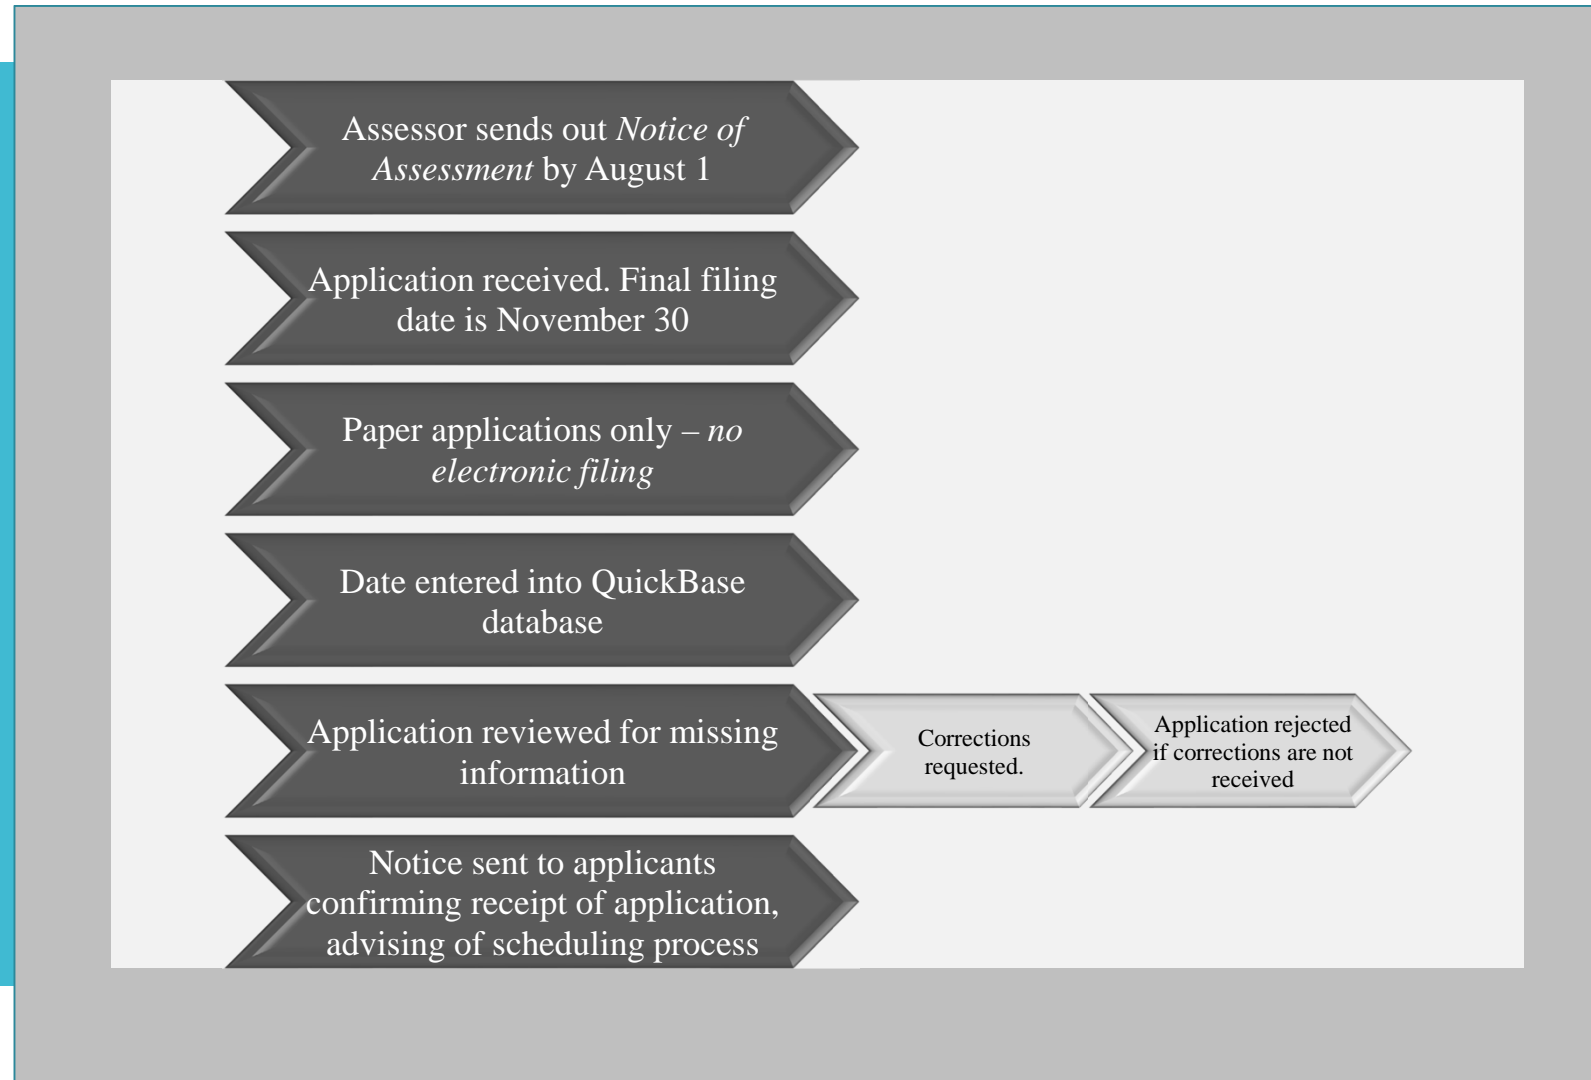 Assessor sends out Notice of
Assessment by August 1
Application received. Final filing
date is November 30
Paper applications only – no
electronic filing
Date entered into QuickBase
database
Application reviewed for missing
information
Corrections
requested.
Application rejected
if corrections are not
received
Notice sent to applicants
confirming receipt of application,
advising of scheduling process